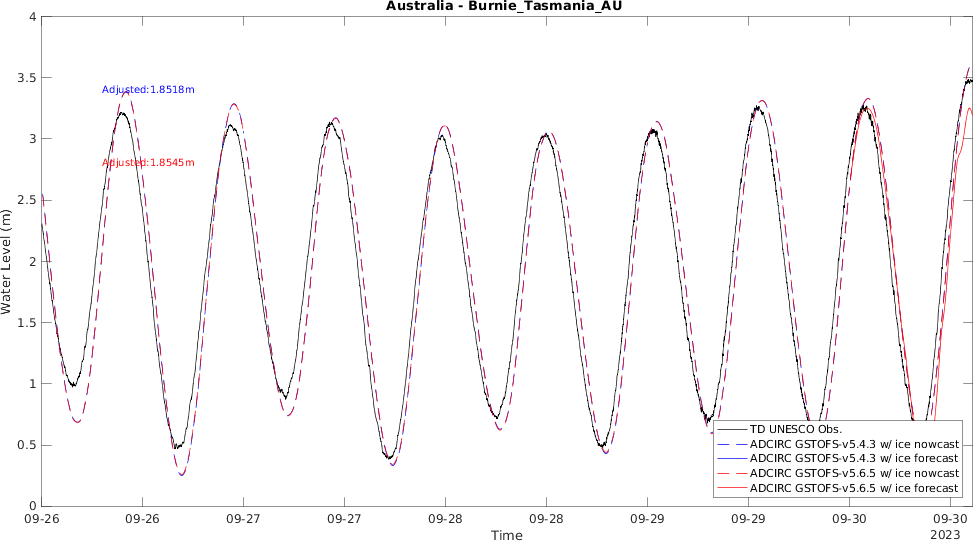 Australia - Burnie_Tasmania_AU
4
3.5
3
2.5
2
1.5
1
0.5
0
Water Level (m)
Adjusted:1.8518m
Adjusted:1.8545m
TD UNESCO Obs.
ADCIRC GSTOFS-v5.4.3 w/ ice nowcast
ADCIRC GSTOFS-v5.4.3 w/ ice forecast
ADCIRC GSTOFS-v5.6.5 w/ ice nowcast
ADCIRC GSTOFS-v5.6.5 w/ ice forecast
09-26 09-26 09-27 09-27 09-28 09-28 09-29 09-29 09-30 09-30
2023
Time